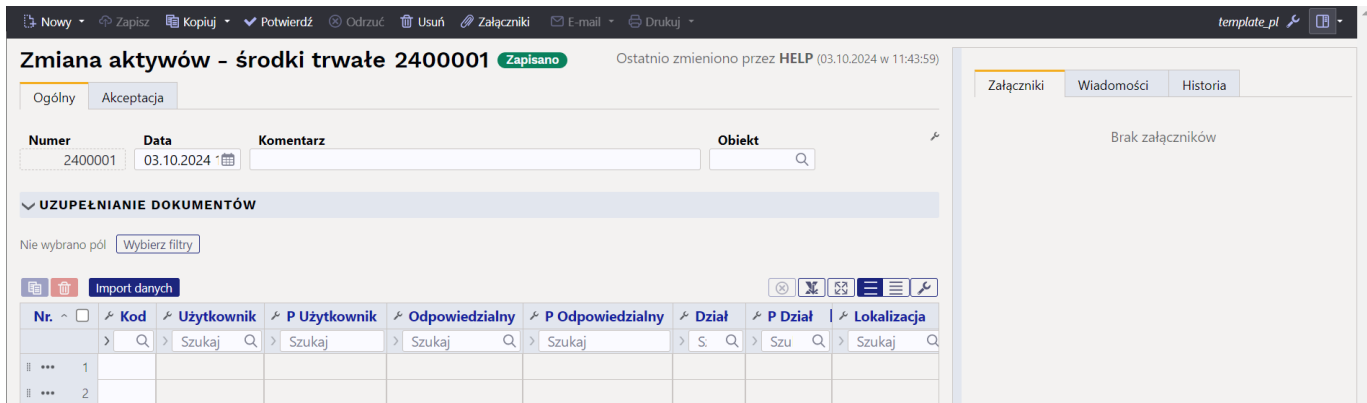 Nowy Zapisz Kopiuj Potwierdź Odrzuć Usuń Załączniki E-mail Drukuj template_pl
Zmiana aktywów - środki trwałe 2400001 Zapisano Ostatnio zmieniono przez HELP (03.10.2024 w 11:43:59)
Ogólny Akceptacja
Załączniki Wiadomości Historia
Brak załączników
Numer Data Komentarz Obiekt
2400001 03.10.2024
UZUPEŁNIANIE DOKUMENTÓW
Nie wybrano pól Wybierz filtry
Import danych
Nr. Kod Użytkownik P Użytkownik Odpowiedzialny P Odpowiedzialny Dział P Dział Lokalizacja
Szukaj Szukaj Szukaj Szukaj S Szu Szukaj
1
2